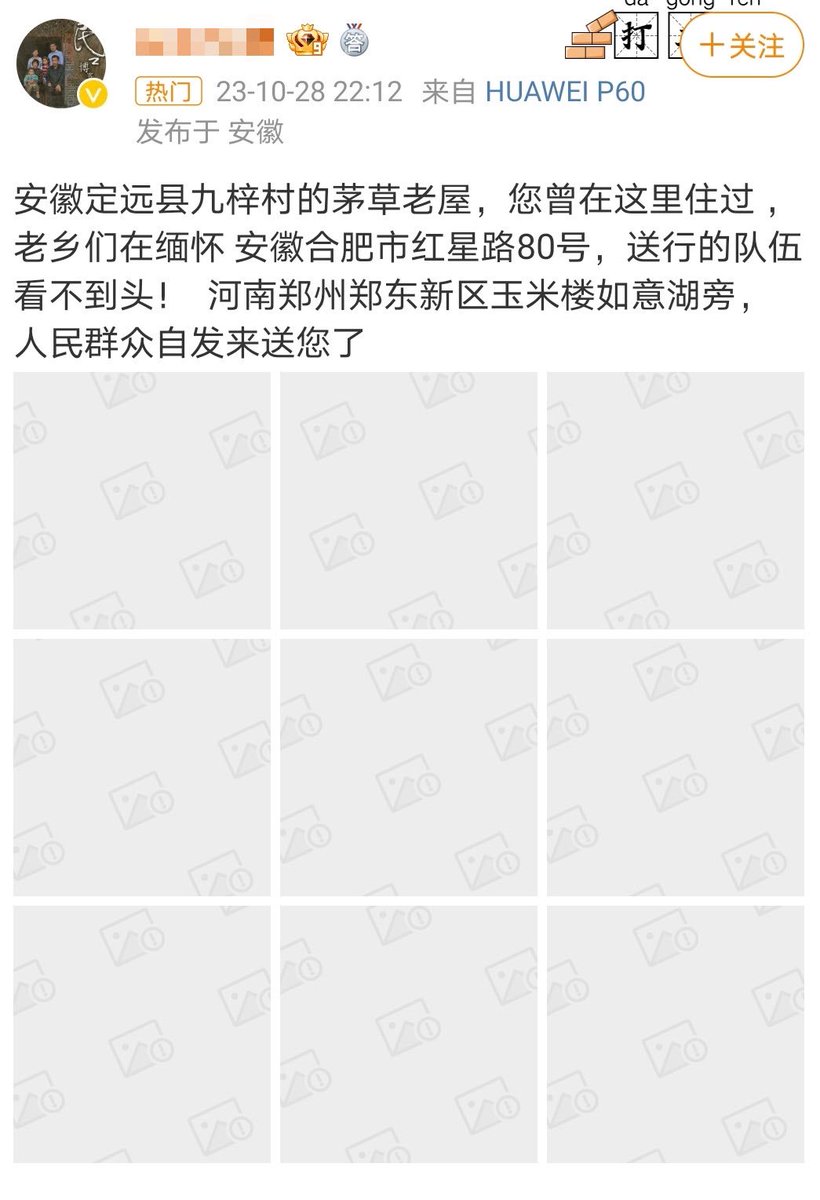 da gong ren
打
+关注
热门 23-10-28 22:12 来自 HUAWEI P60
发布于 安徽
安徽定远县九梓村的茅草老屋，您曾在这里住过，
老乡们在缅怀 安徽合肥市红星路80号，送行的队伍
看不到头！ 河南郑州郑东新区玉米楼如意湖旁，
人民群众自发来送您了